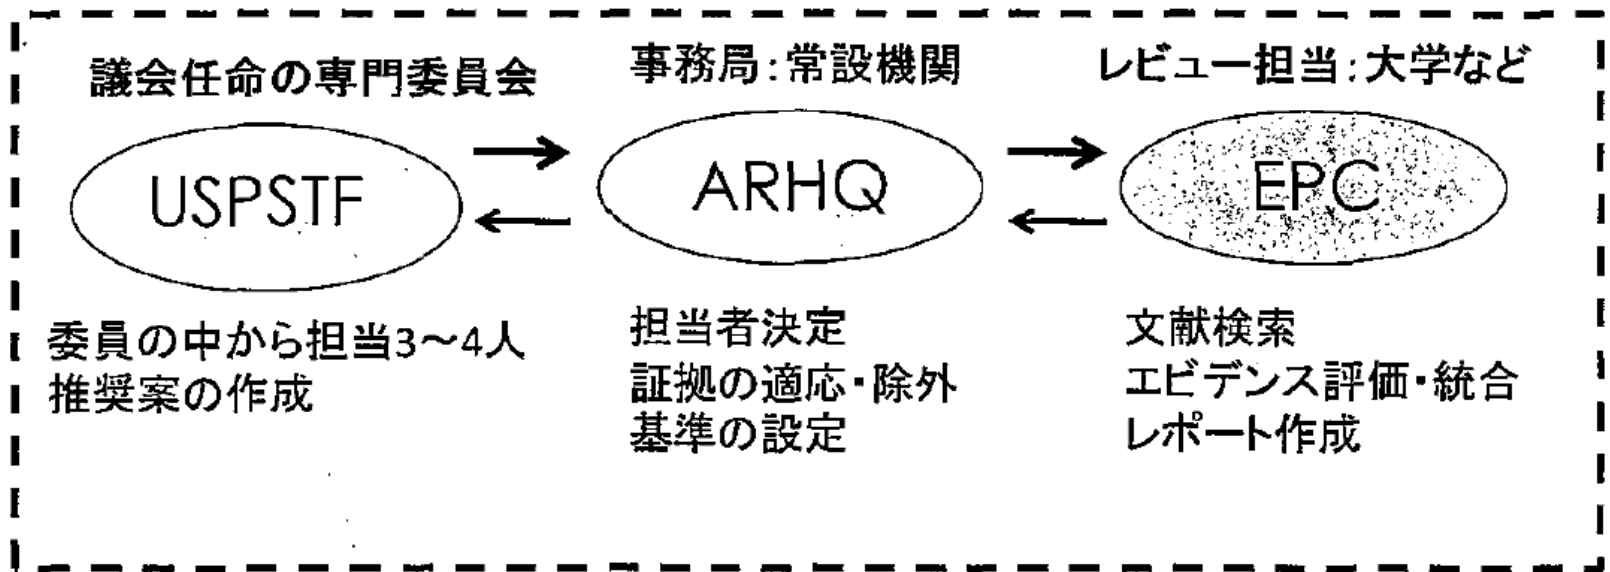 議会任命の専門委員会
USPSTF
委員の中から担当3～4人
推奨案の作成
事務局：常設機関
ARHQ
担当者決定
証拠の適応・除外
基準の設定
レビュー担当：大学など
EPC
文献検索
エビデンス評価・統合
レポート作成